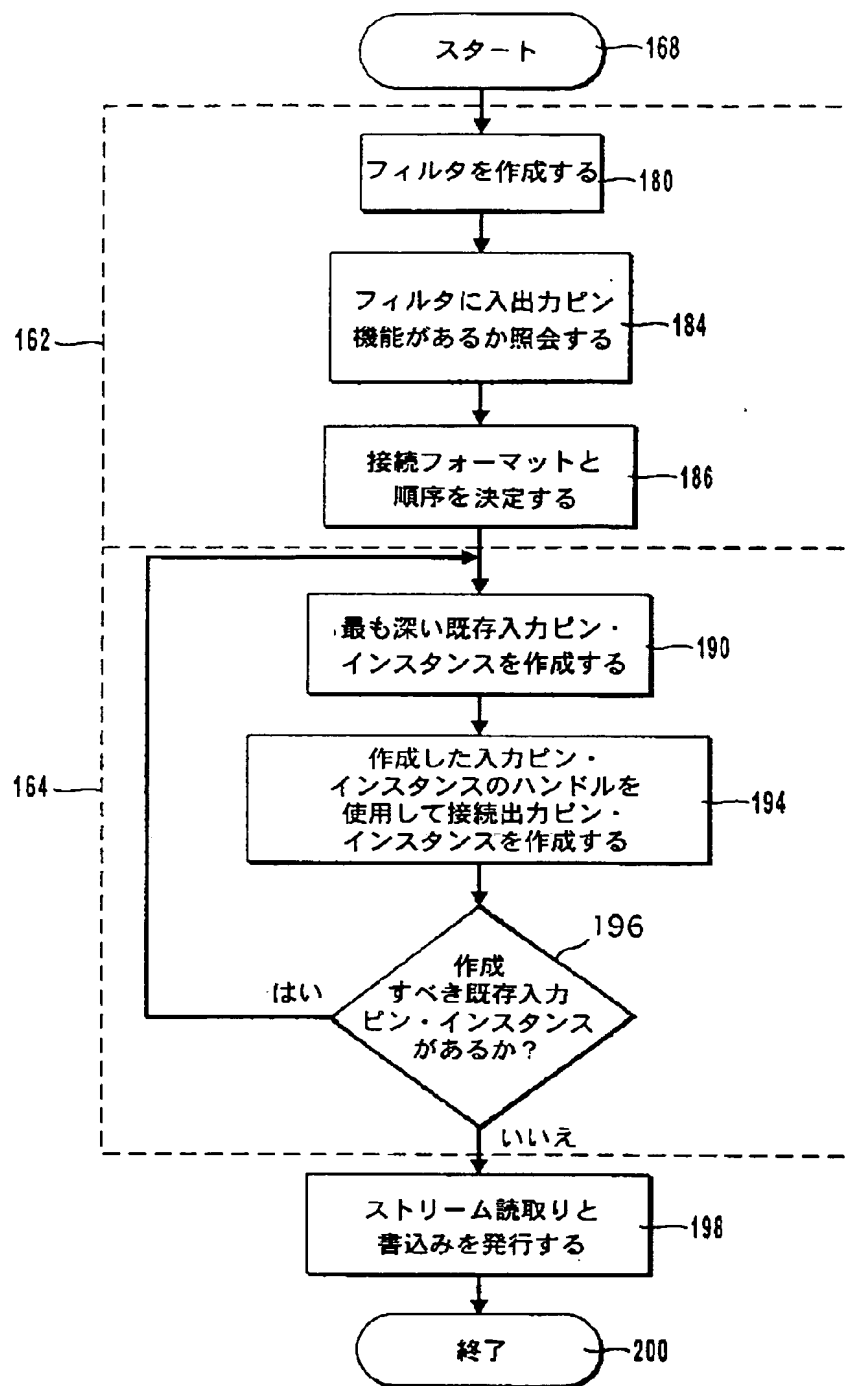 スタート
168
フィルタを作成する
180
フィルタに入出力ピン
機能があるか照会する
184
162
接続フォーマットと
順序を決定する
186
最も深い既存入力ピン・
インスタンスを作成する
190
164
作成した入力ピン・
インスタンスのハンドルを
使用して接続出力ピン・
インスタンスを作成する
194
196
はい
作成
すべき既存入力
ピン・インスタンス
があるか？
いいえ
ストリーム読取りと
書込みを発行する
198
終了
200